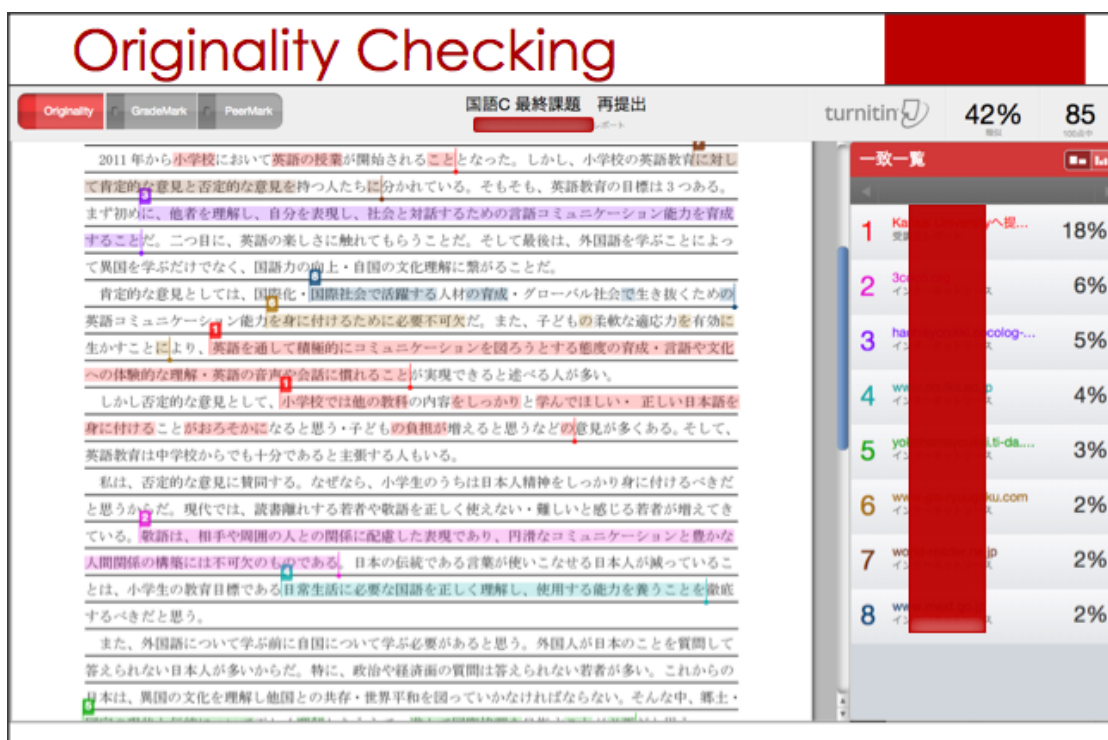 Originality Checking
Originality
GradeMark
PeerMark
国語C 最終課題 再提出
レポート
turnitin
42%
類似
85
100点中
2011 年から小学校において英語の授業が開始されることとなった。しかし、小学校の英語教育に対し
て肯定的な意見と否定的な意見を持つ人たちに分かれている。そもそも、英語教育の目標は3つある。
まず初めに、他者を理解し、自分を表現し、社会と対話するための言語コミュニケーション能力を育成
することだ。二つ目に、英語の楽しさに触れてもらうことだ。そして最後は、外国語を学ぶことによっ
て異国を学ぶだけでなく、国語力の向上・自国の文化理解に繋がることだ。
肯定的な意見としては、国際化・国際社会で活躍する人材の育成・グローバル社会で生き抜くための
英語コミュニケーション能力を身に付けるために必要不可欠だ。また、子どもの柔軟な適応力を有効に
生かすことにより、英語を通して積極的にコミュニケーションを図ろうとする態度の育成・言語や文化
への体験的な理解・英語の音声や会話に慣れることが実現できると述べる人が多い。
しかし否定的な意見として、小学校では他の教科の内容をしっかりと学んでほしい・ 正しい日本語を
身に付けることがおろそかになると思う・子どもの負担が増えると思うなどの意見が多くある。そして、
英語教育は中学校からでも十分であると主張する人もいる。
私は、否定的な意見に賛同する。なぜなら、小学生のうちは日本人精神をしっかり身に付けるべきだ
と思うからだ。現代では、読書離れする若者や敬語を正しく使えない・難しいと感じる若者が増えてき
ている。敬語は、相手や周囲の人との関係に配慮した表現であり、円滑なコミュニケーションと豊かな
人間関係の構築には不可欠のものである。日本の伝統である言葉が使いこなせる日本人が減っているこ
とは、小学生の教育目標である日常生活に必要な国語を正しく理解し、使用する能力を養うことを徹底
するべきだと思う。
また、外国語について学ぶ前に自国について学ぶ必要があると思う。外国人が日本のことを質問して
答えられない日本人が多いからだ。特に、政治や経済面の質問は答えられない若者が多い。これからの
日本は、異国の文化を理解し他国との共存・世界平和を図っていかなければならない。そんな中、郷土・
一致一覧
1 へ提... 18%
2 6%
3 colog-... 5%
4 4%
5 i.ti-da.... 3%
6 ku.com 2%
7 jp 2%
8 2%